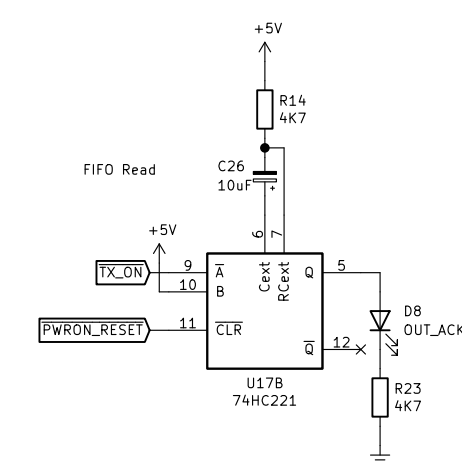 +5V
R14
4K7
FIFO Read
C26
10uF
+
+5V
6
7
TX_ON
9
A
Cext
RCext
Q
5
10
B
D8
OUT_ACK
PWRON_RESET
11
CLR
Q
12
R23
4K7
U17B
74HC221